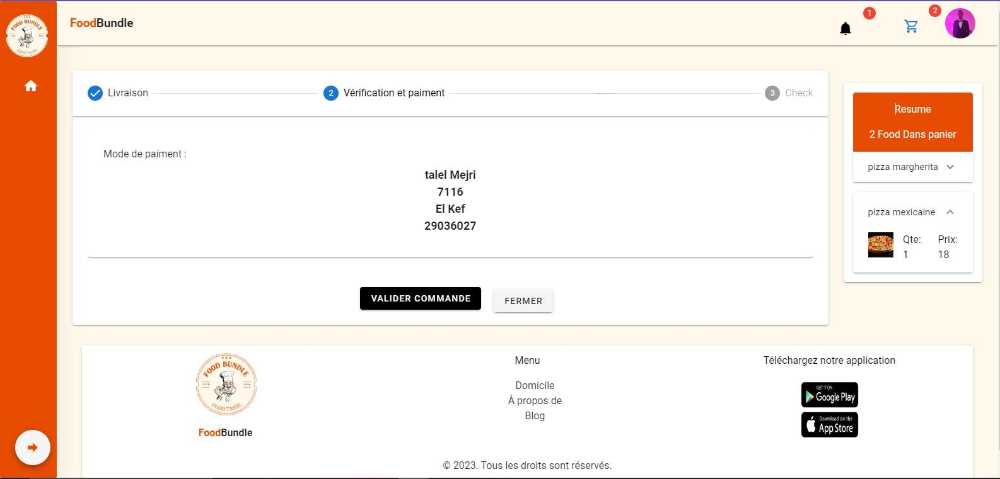 FOOD BUNDLE
GOOD TASTE
FoodBundle
1
2
Livraison
2
Vérification et paiment
3
Check
Mode de paiment :
talel Mejri
7116
El Kef
29036027
VALIDER COMMANDE
FERMER
Resume
2 Food Dans panier
pizza margherita
pizza mexicaine
Qte:
1
Prix:
18
FOOD BUNDLE
GOOD TASTE
FoodBundle
Menu
Domicile
À propos de
Blog
Téléchargez notre application
GET IT ON
Google Play
Download on the
App Store
© 2023. Tous les droits sont réservés.